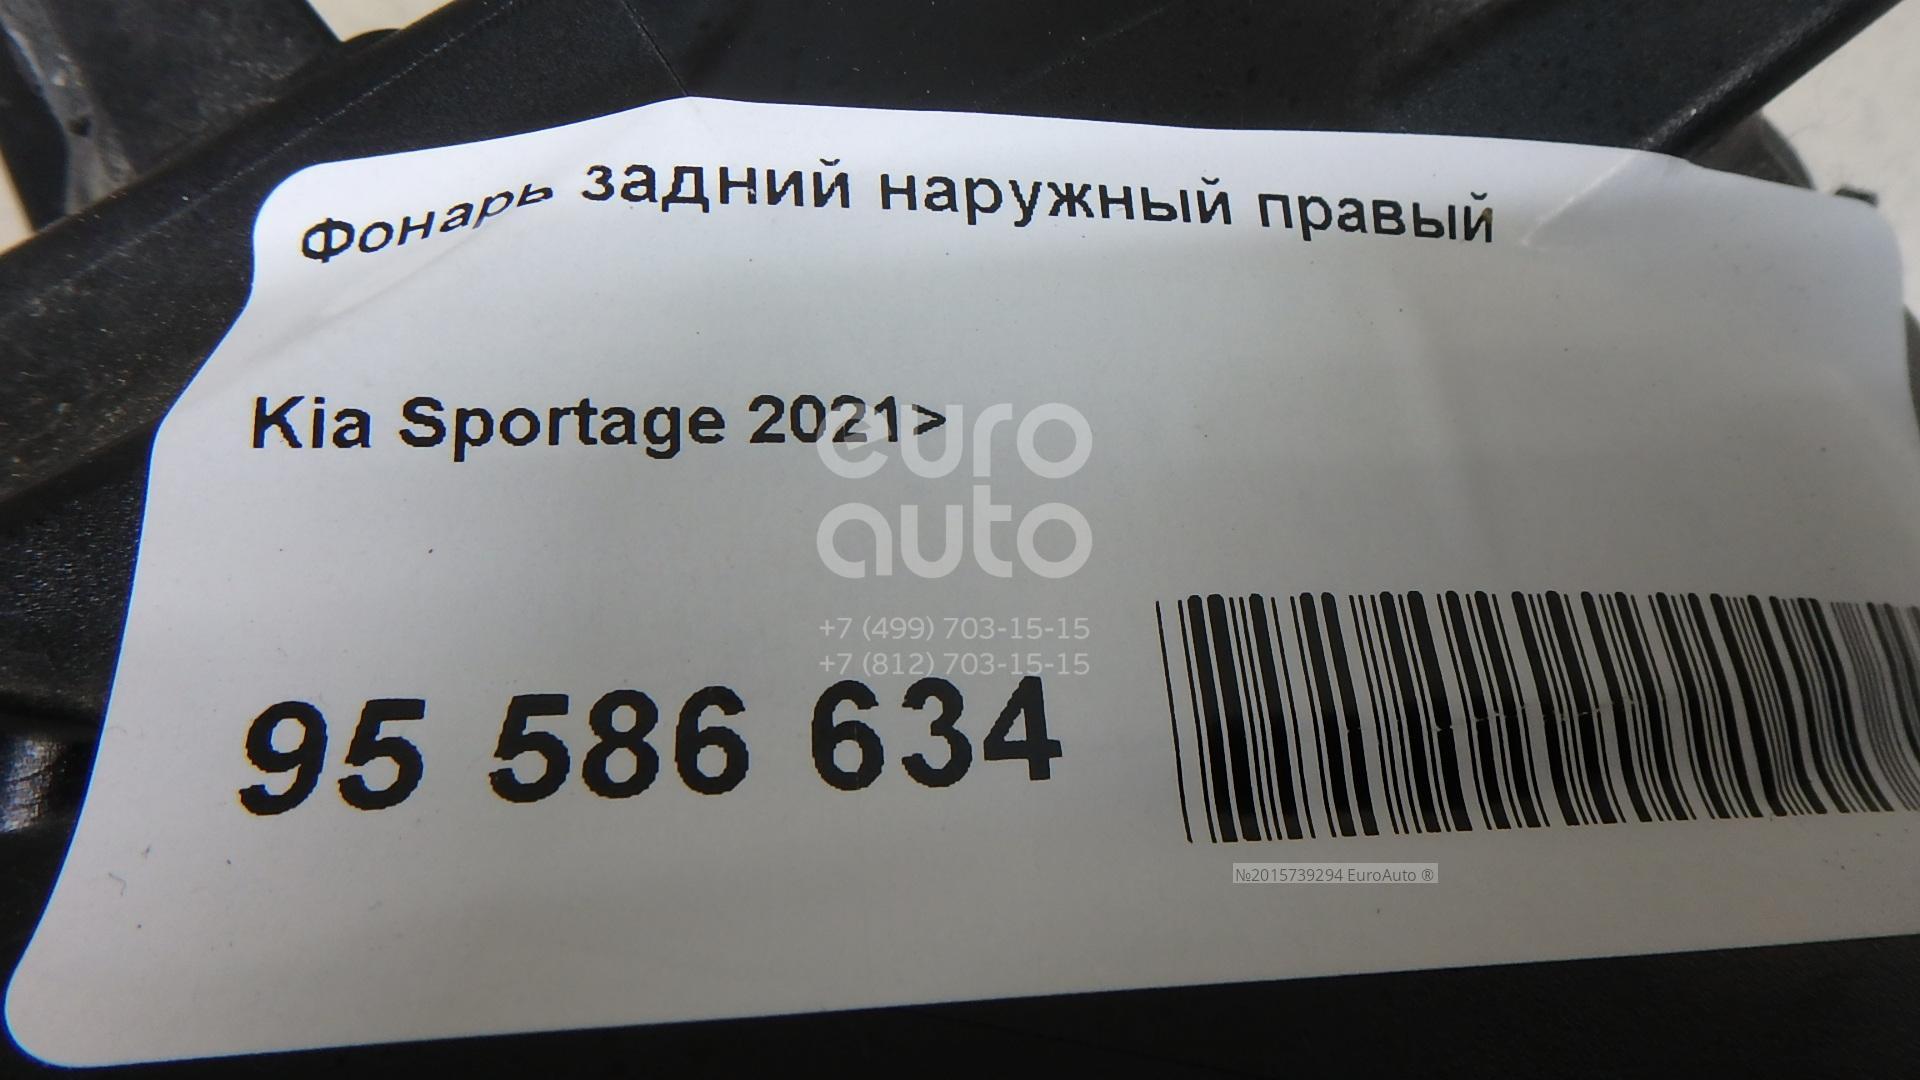 Фонарь задний наружный правый
Kia Sportage 2021>
euro
auto
+7 (499) 703-15-15
+7 (812) 703-15-15
95 586 634
№2015739294 EuroAuto ®